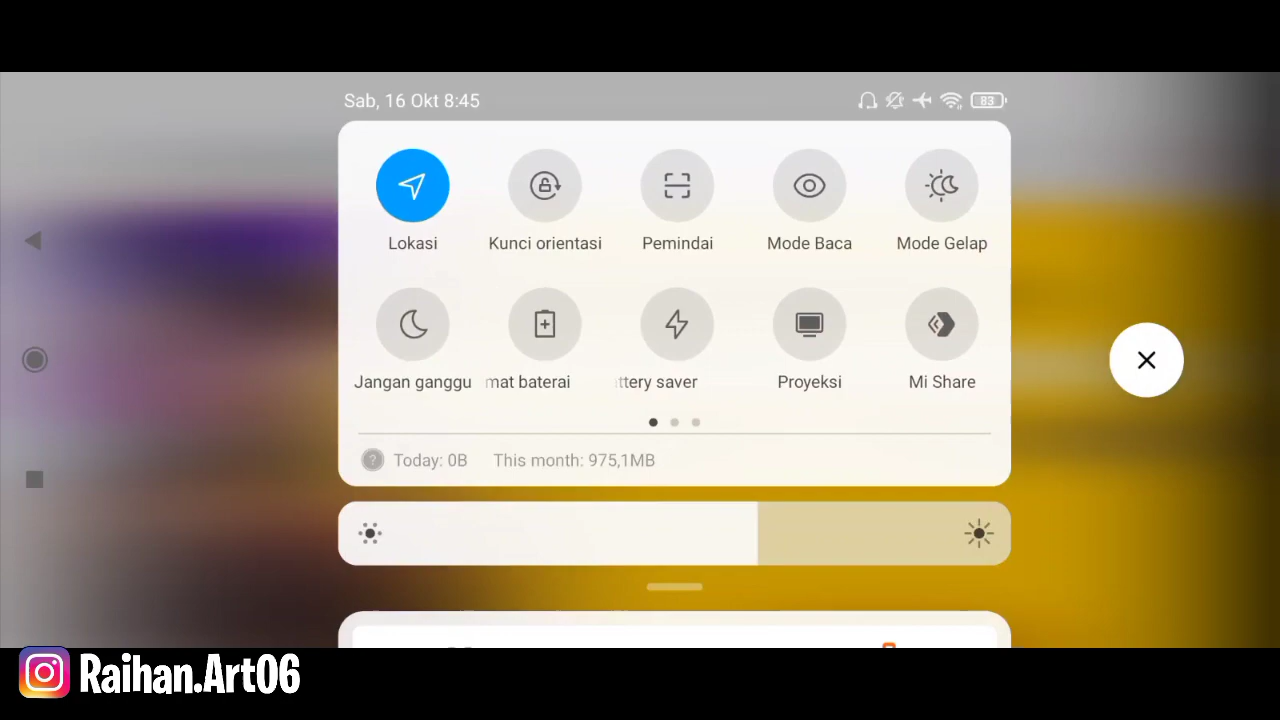 Sab, 16 Okt 8:45
83
Lokasi
Kunci orientasi
Pemindai
Mode Baca
Mode Gelap
Jangan ganggu
mat baterai
ttery saver
Proyeksi
Mi Share
? Today: 0B This month: 975,1MB
Raihan.Art06